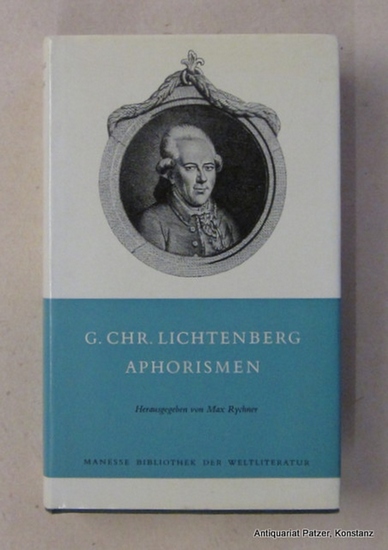 G. CHR. LICHTENBERG
APHORISMEN
Herausgegeben von Max Rychner
MANESSE BIBLIOTHEK DER WELTLITERATUR
Antiquariat Patzer, Konstanz